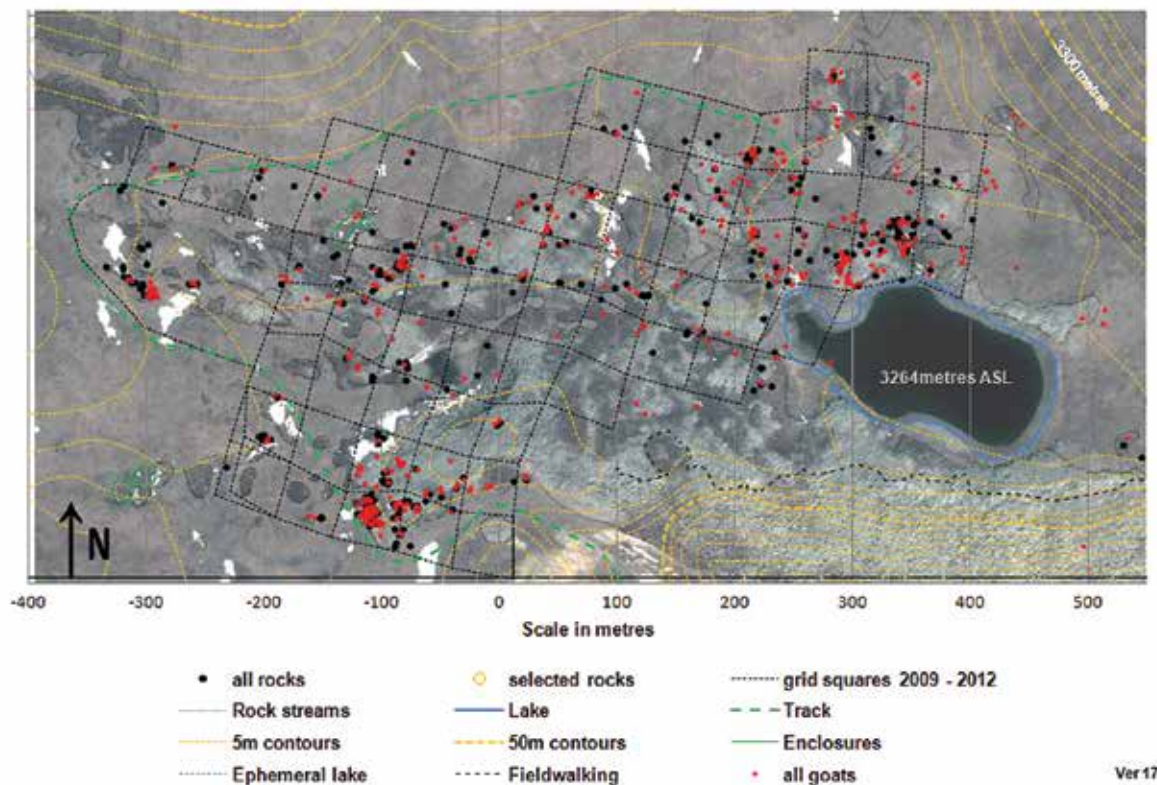 3300 metres
3264metres ASL
N
-400 -300 -200 -100 0 100 200 300 400 500
Scale in metres
all rocks selected rocks grid squares 2009 - 2012
Rock streams Lake Track
5m contours 50m contours Enclosures
Ephemeral lake Fieldwalking all goats
Ver 17